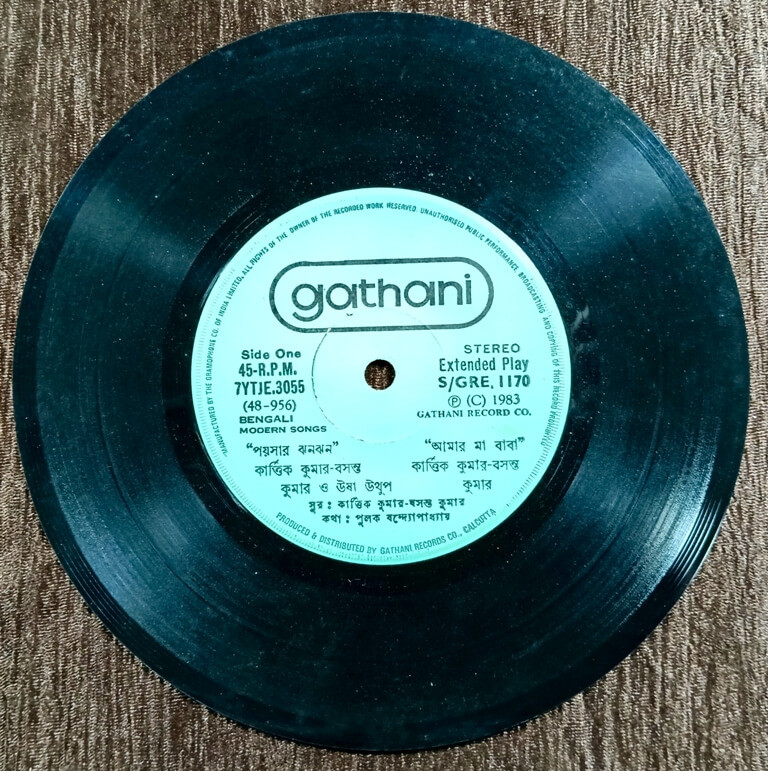 MANUFACTURED BY THE GRAMOPHONE CO. OF INDIA LIMITED. ALL RIGHTS OF THE OWNER OF THE RECORDED WORK RESERVED. UNAUTHORISED PUBLIC PERFORMANCE, BROADCASTING AND COPYING OF THIS RECORD PROHIBITED
gathani
Side One
45-R.P.M.
7YTJE.3055
(48-956)
BENGALI
MODERN SONGS
STEREO
Extended Play
S/GRE, 1170
Ⓟ (C) 1983
GATHANI RECORD CO.
"পয়সার ঝনঝন"
কার্ত্তিক কুমার-বসন্ত
কুমার ও ঊষা উথুপ
"আমার মা বাবা"
কার্ত্তিক কুমার-বসন্ত
কুমার
সুর : কার্ত্তিক কুমার-বসন্ত কুমার
কথা : পুলক বন্দ্যোপাধ্যায়
PRODUCED & DISTRIBUTED BY GATHANI RECORDS CO., CALCUTTA